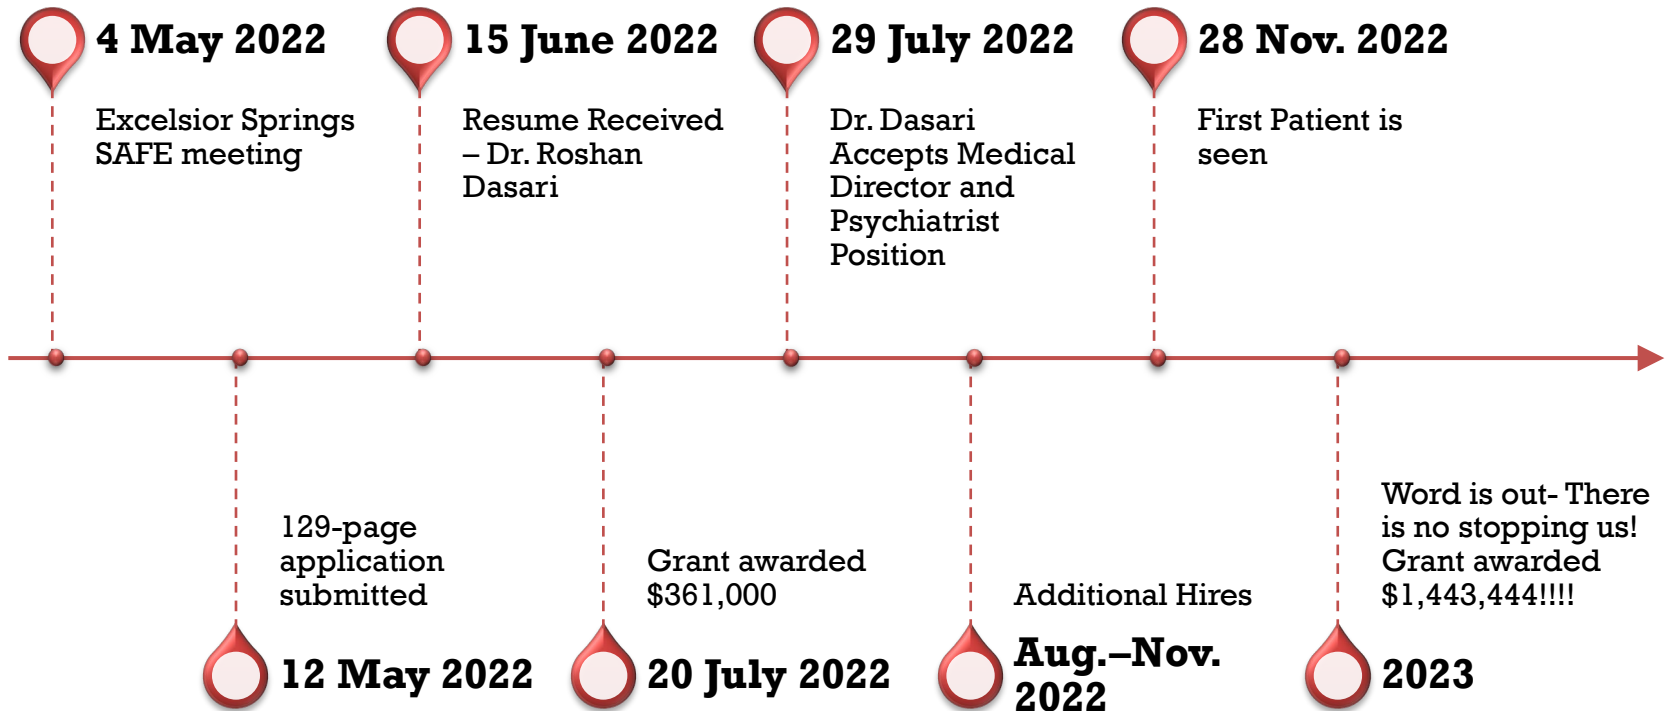 4 May 2022
Excelsior Springs
SAFE meeting
15 June 2022
Resume Received
– Dr. Roshan
Dasari
29 July 2022
Dr. Dasari
Accepts Medical
Director and
Psychiatrist
Position
28 Nov. 2022
First Patient is
seen
129-page
application
submitted
12 May 2022
Grant awarded
$361,000
20 July 2022
Additional Hires
Aug.–Nov.
2022
Word is out- There
is no stopping us!
Grant awarded
$1,443,444!!!!
2023